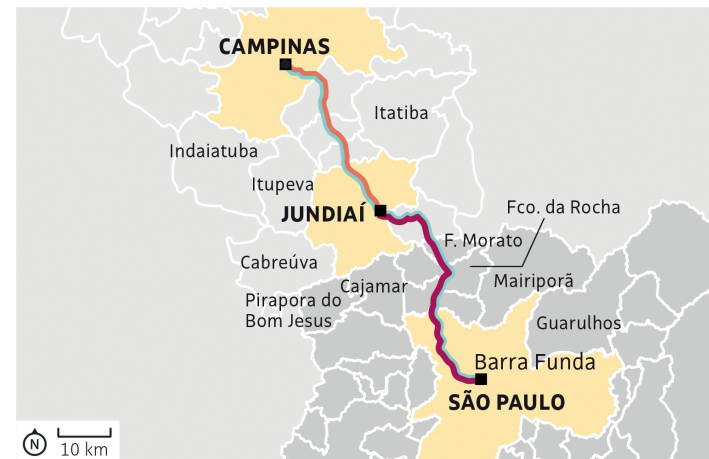 CAMPINAS
Itatiba
Indaiatuba
Itupeva
JUNDIAÍ
Fco. da Rocha
F. Morato
Cabreúva
Cajamar
Mairiporã
Pirapora do
Bom Jesus
Guarulhos
Barra Funda
SÃO PAULO
N
10 km